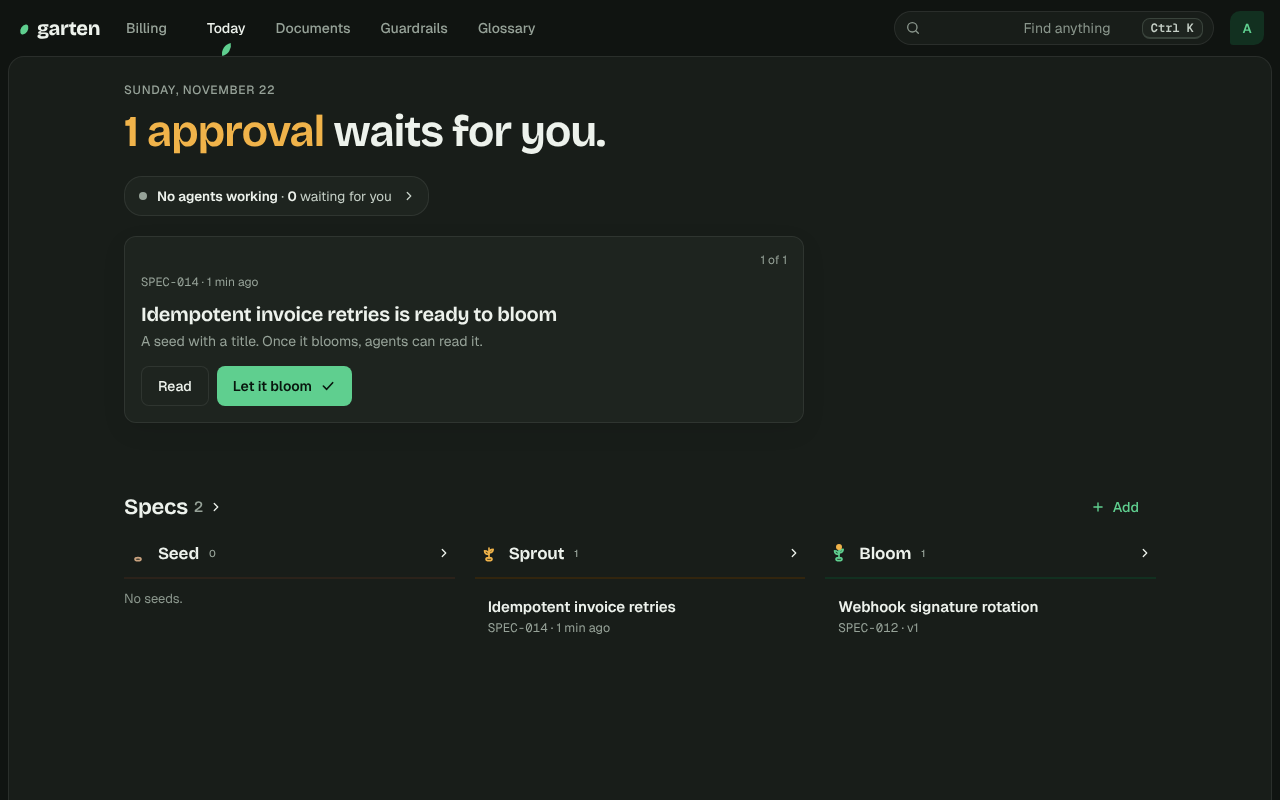 garten
Billing
Today
Documents
Guardrails
Glossary
Find anything
Ctrl K
A
SUNDAY, NOVEMBER 22
1 approval waits for you.
No agents working · 0 waiting for you
1 of 1
SPEC-014 · 1 min ago
Idempotent invoice retries is ready to bloom
A seed with a title. Once it blooms, agents can read it.
Read
Let it bloom
Specs 2
Add
Seed 0
No seeds.
Sprout 1
Idempotent invoice retries
SPEC-014 · 1 min ago
Bloom 1
Webhook signature rotation
SPEC-012 · v1